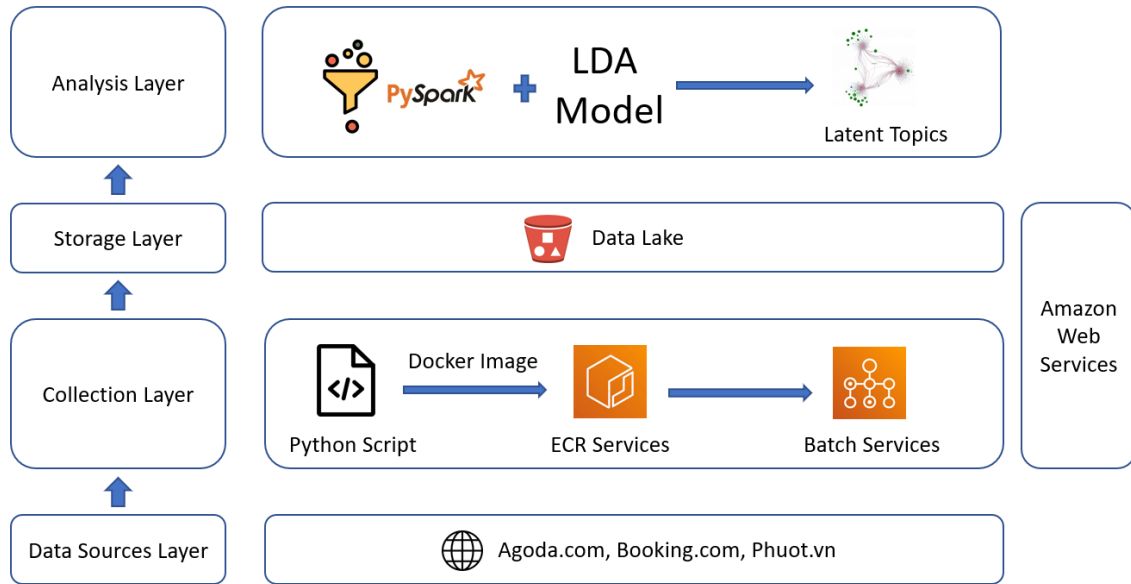 Analysis Layer
PySpark
LDA
Model
Latent Topics
Storage Layer
Data Lake
Amazon
Web
Services
Collection Layer
Docker Image
</>
Python Script
ECR Services
Batch Services
Data Sources Layer
Agoda.com, Booking.com, Phuot.vn